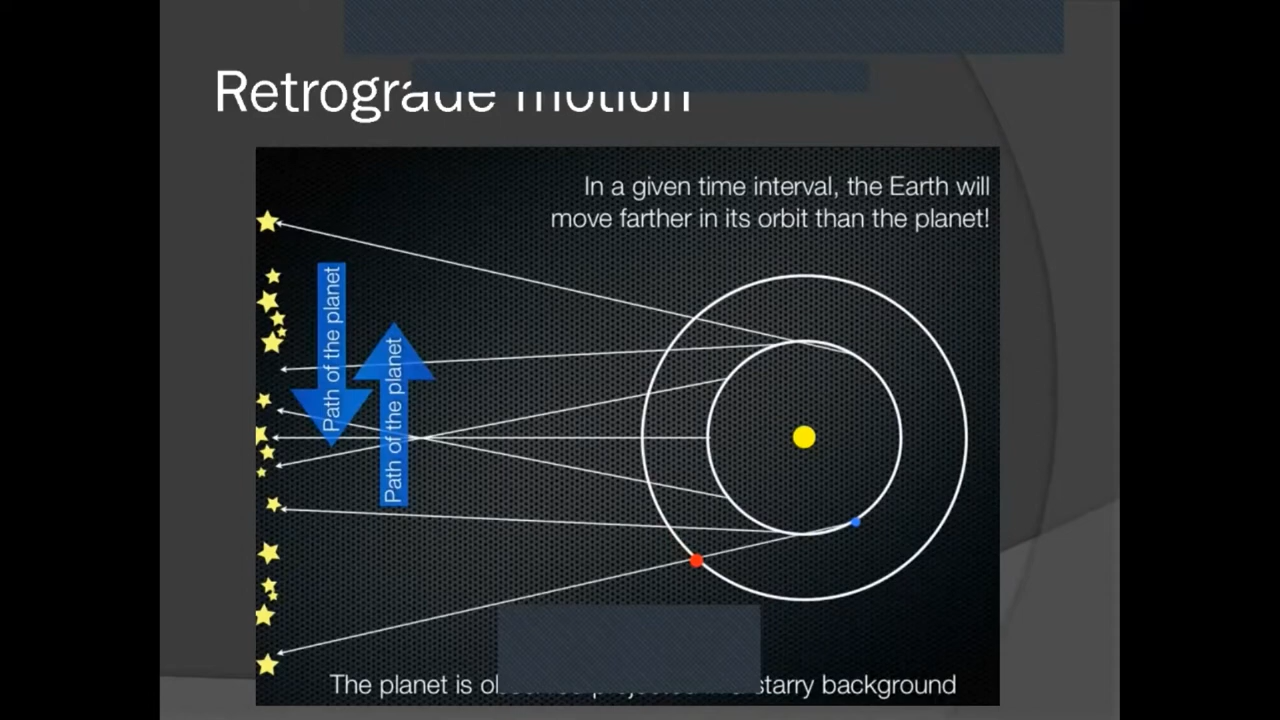 Retrograde motion
In a given time interval, the Earth will
move farther in its orbit than the planet!
Path of the planet
Path of the planet
The planet is starry background